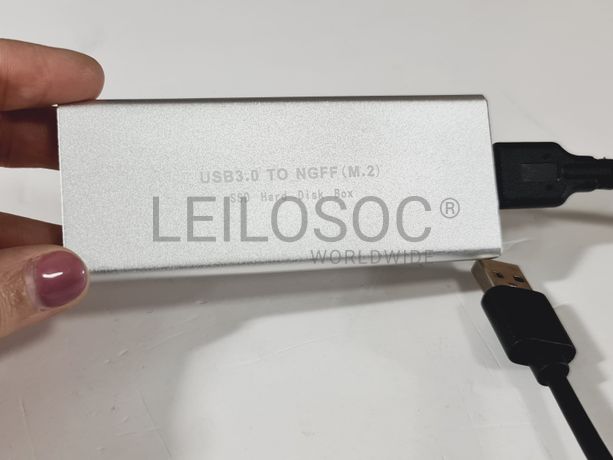 USB3.0 TO NGFF(M.2)
SSD Hard Disk Box
LEILOSOC®
WORLDWIDE